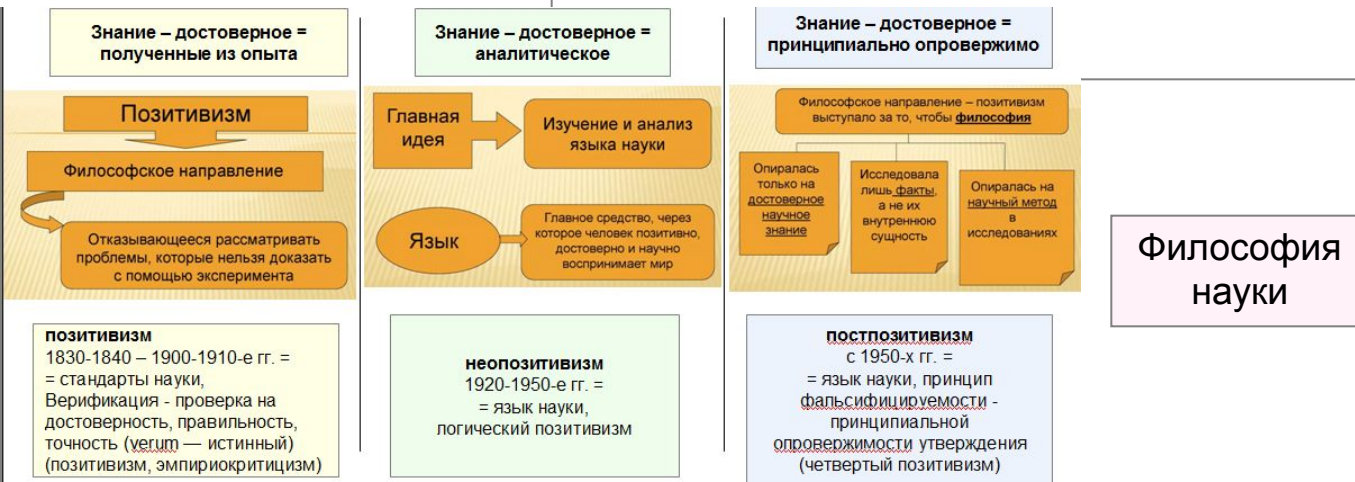 Знание – достоверное =
полученные из опыта
Позитивизм
Философское направление
Отказывающееся рассматривать
проблемы, которые нельзя доказать
с помощью эксперимента
позитивизм
1830-1840 – 1900-1910-е гг. =
= стандарты науки,
Верификация - проверка на
достоверность, правильность,
точность (verum — истинный)
(позитивизм, эмпириокритицизм)
Знание – достоверное =
аналитическое
Главная
идея
Изучение и анализ
языка науки
Язык
Главное средство, через
которое человек позитивно,
достоверно и научно
воспринимает мир
неопозитивизм
1920-1950-е гг. =
= язык науки,
логический позитивизм
Знание – достоверное =
принципиально опровержимо
Философское направление – позитивизм
выступало за то, чтобы философия
Опиралась
только на
достоверное
научное
знание
Исследовала
лишь факты,
а не их
внутреннюю
сущность
Опиралась на
научный метод
в
исследованиях
постпозитивизм
с 1950-х гг. =
= язык науки, принцип
фальсифицируемости -
принципиальной
опровержимости утверждения
(четвертый позитивизм)
Философия
науки